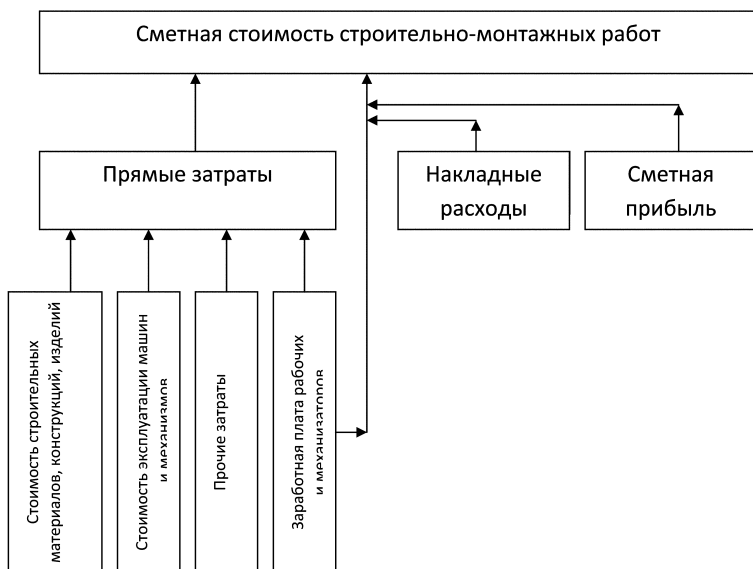 Сметная стоимость строительно-монтажных работ
Прямые затраты
Накладные
расходы
Сметная
прибыль
Стоимость строительных
материалов, конструкций, изделий
Стоимость эксплуатации машин
и механизмов
Прочие затраты
Заработная плата рабочих
и механизаторов